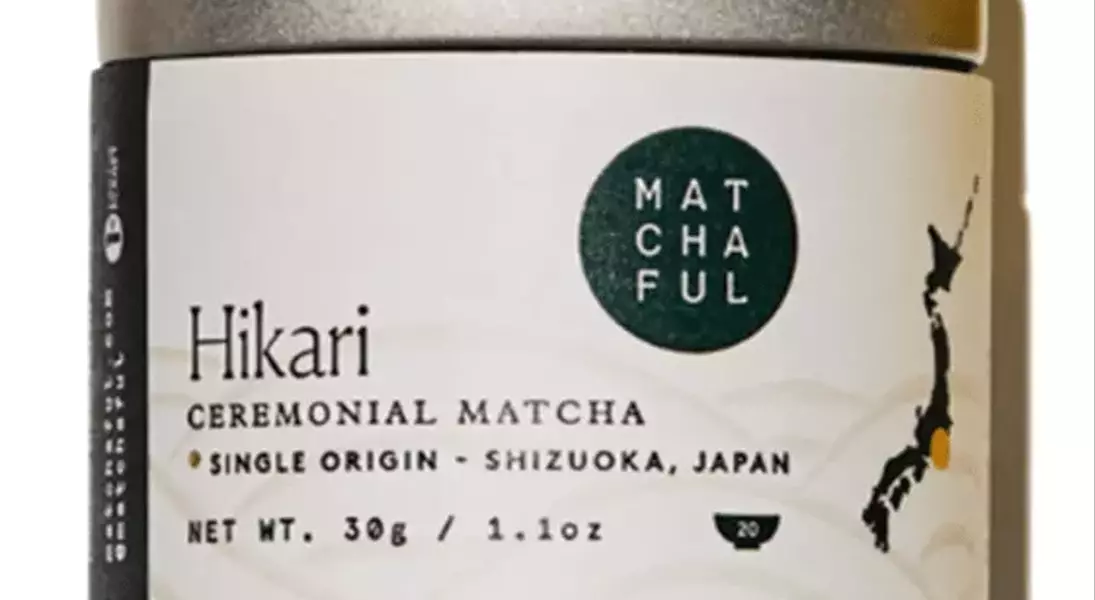 MAT
CHA
FUL
Hikari
CEREMONIAL MATCHA
SINGLE ORIGIN - SHIZUOKA, JAPAN
NET WT. 30g / 1.1oz
20